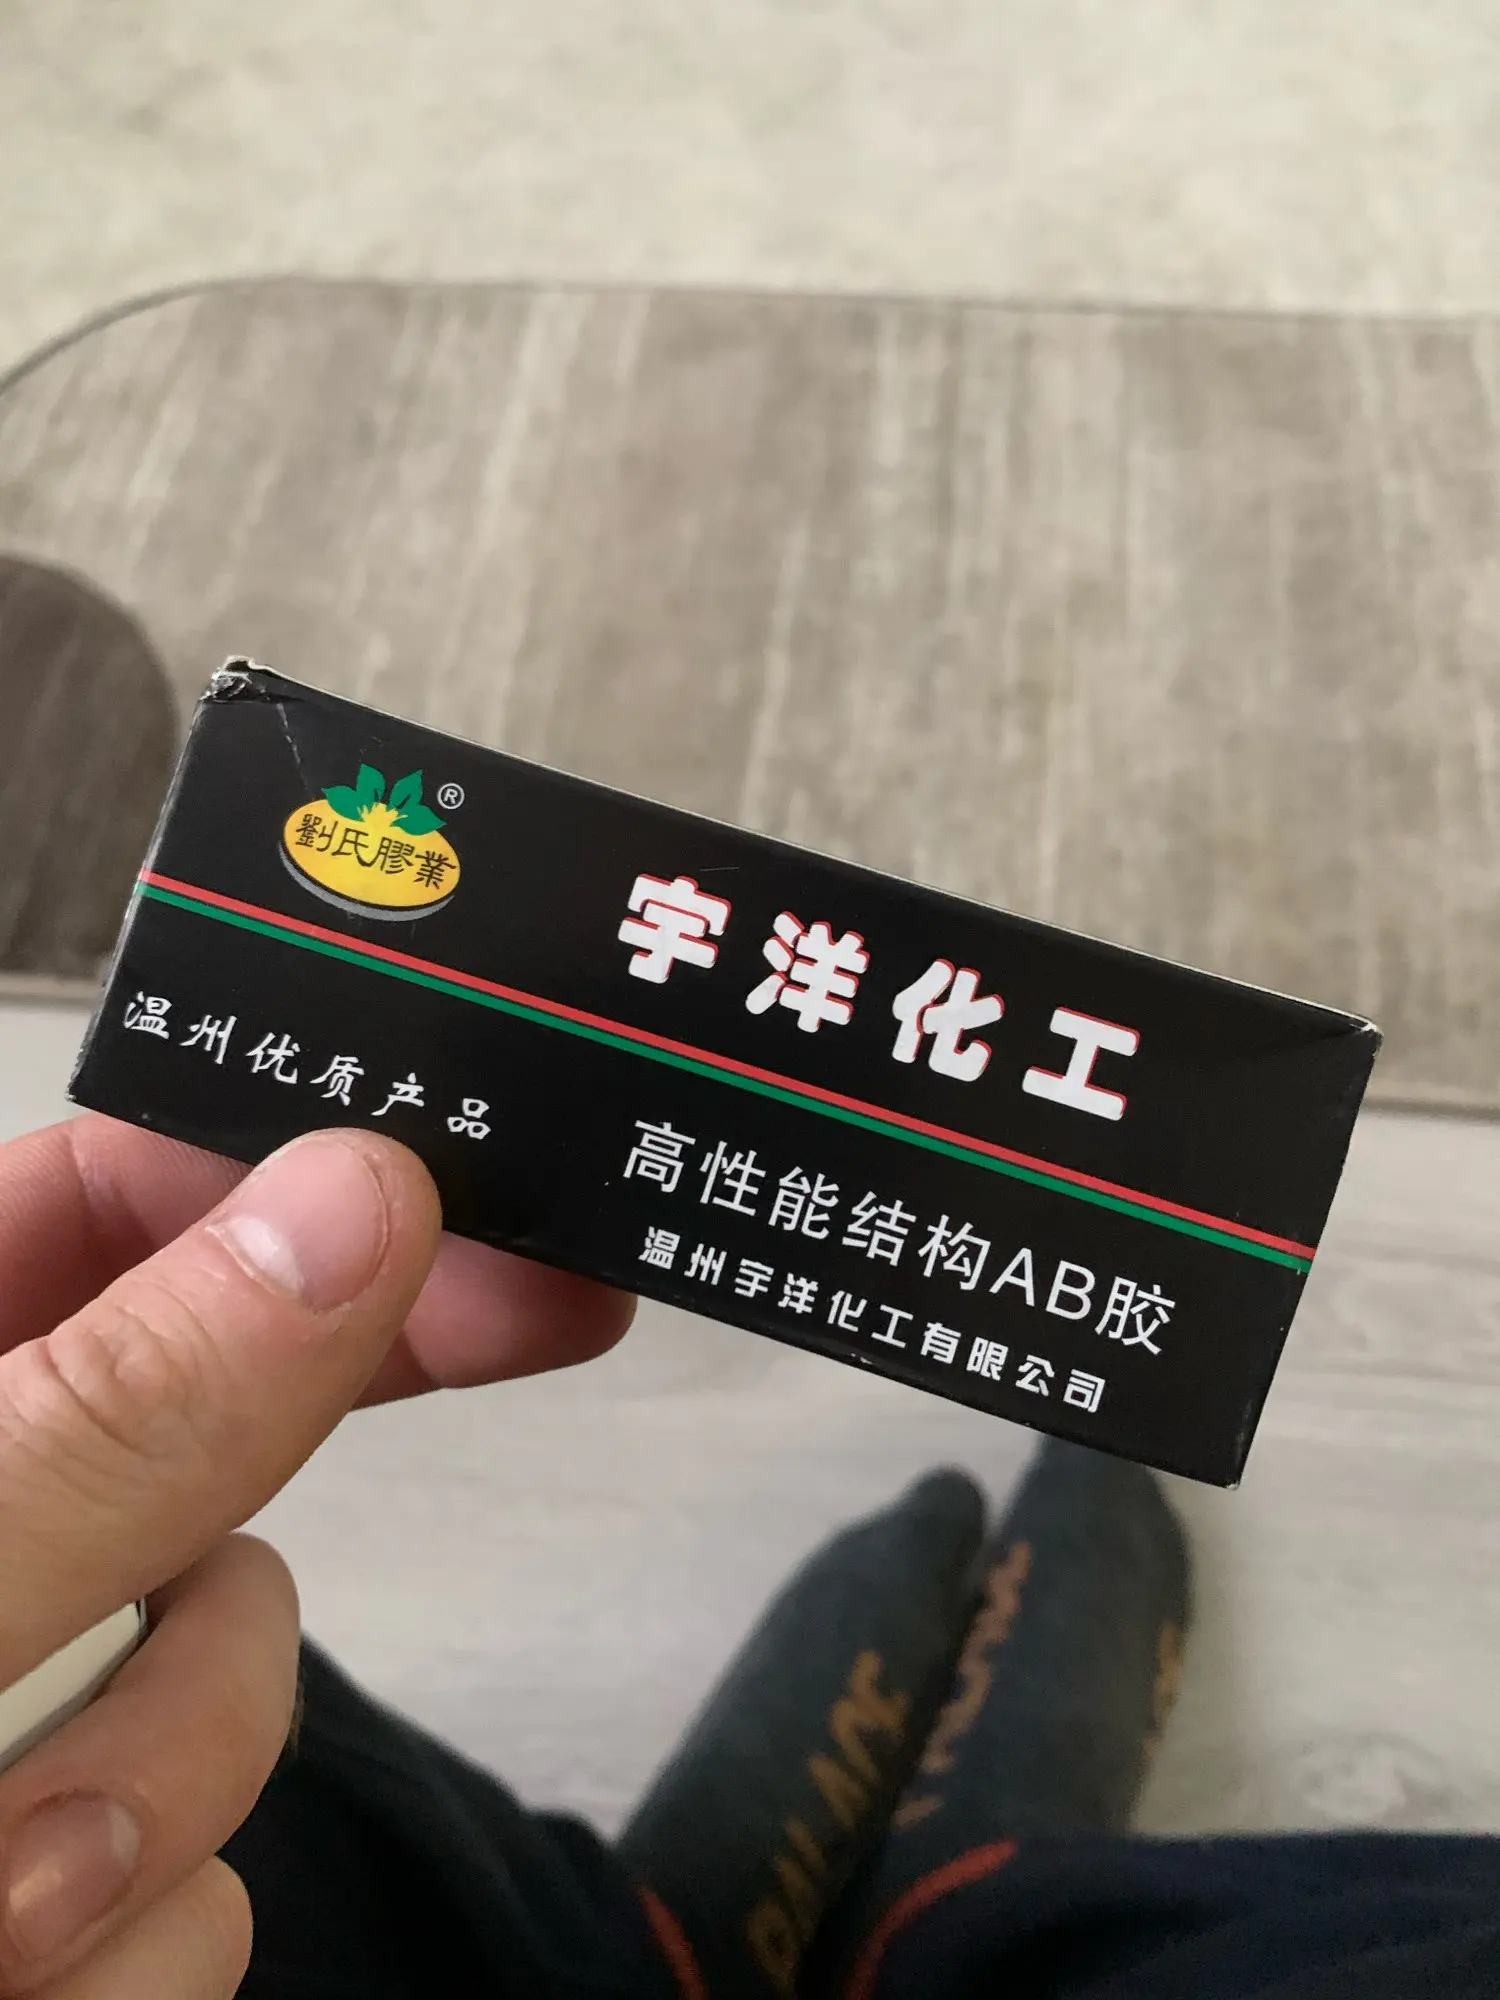 劉氏膠業
®
宇洋化工
温州优质产品
高性能结构AB胶
温州宇洋化工有限公司